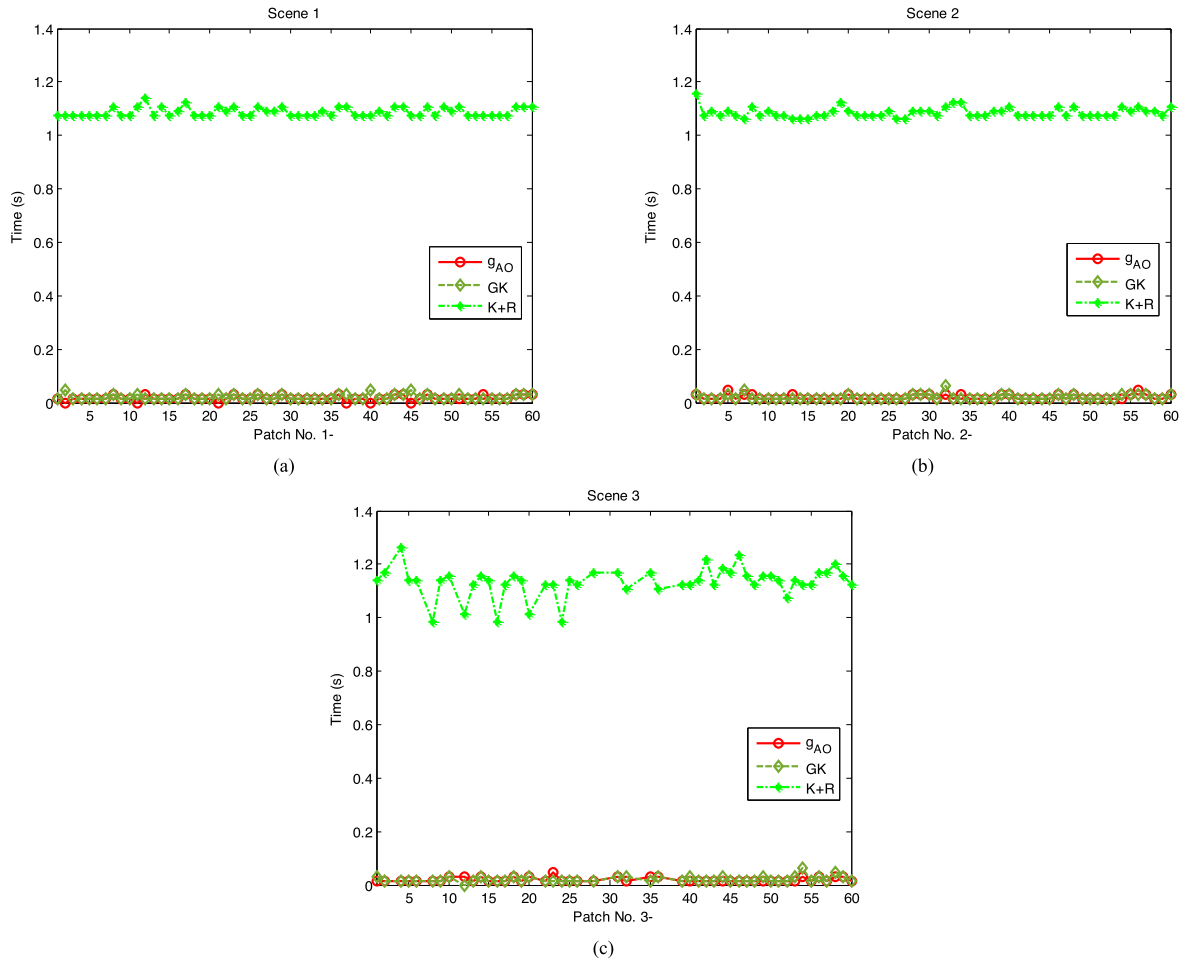 Scene 1
1.4
1.2
1
0.8
0.6
0.4
0.2
0
Time (s)
g_AO
GK
K+R
5 10 15 20 25 30 35 40 45 50 55 60
Patch No. 1-
(a)
Scene 2
1.4
1.2
1
0.8
0.6
0.4
0.2
0
Time (s)
g_AO
GK
K+R
5 10 15 20 25 30 35 40 45 50 55 60
Patch No. 2-
(b)
Scene 3
1.4
1.2
1
0.8
0.6
0.4
0.2
0
Time (s)
g_AO
GK
K+R
5 10 15 20 25 30 35 40 45 50 55 60
Patch No. 3-
(c)